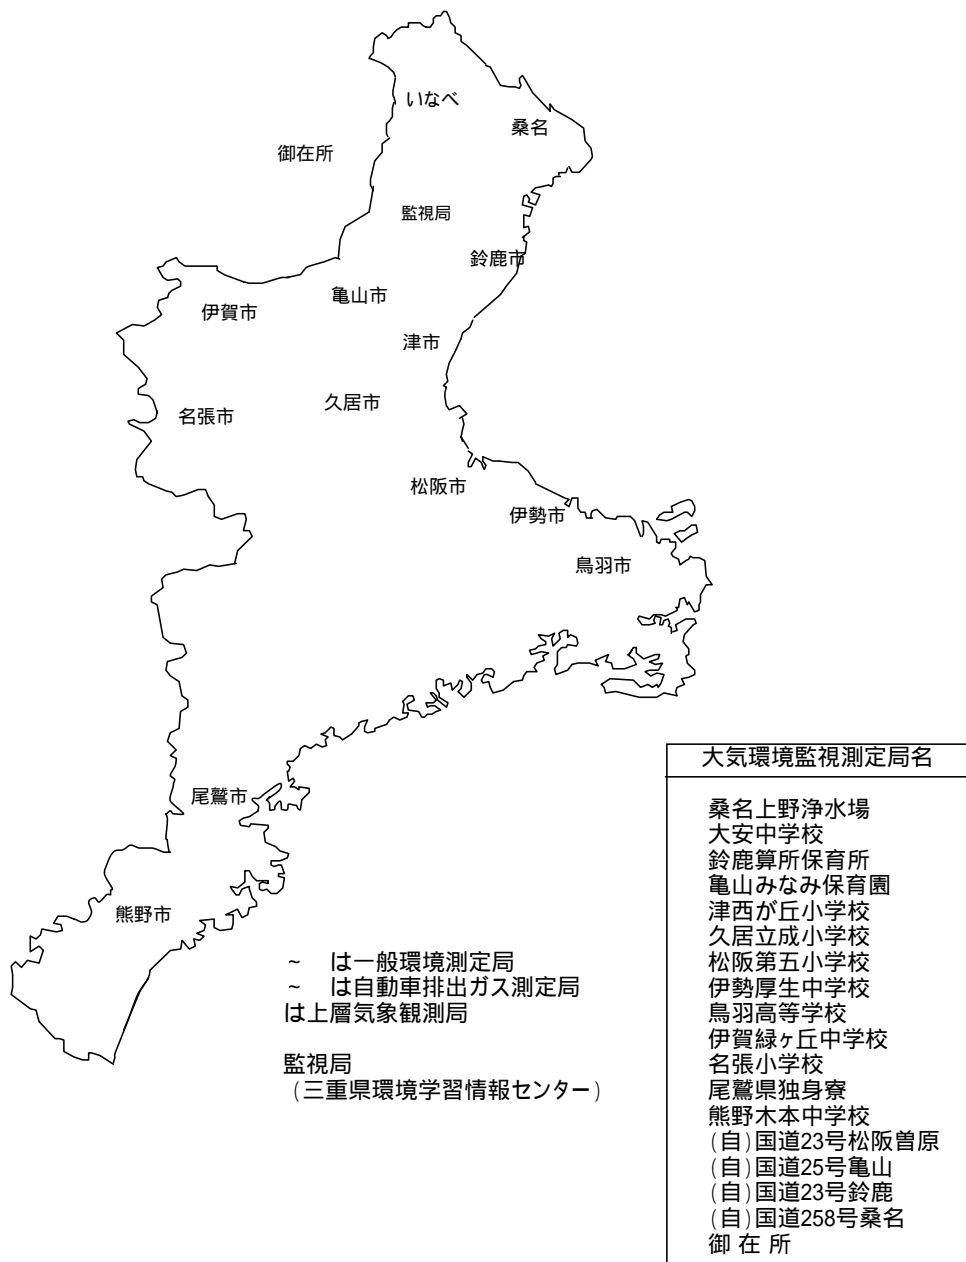 いなべ
桑名
御在所
監視局
鈴鹿市
亀山市
伊賀市
津市
久居市
名張市
松阪市
伊勢市
鳥羽市
尾鷲市
熊野市
~ は一般環境測定局
~ は自動車排出ガス測定局
は上層気象観測局
監視局
(三重県環境学習情報センター)
大気環境監視測定局名
桑名上野浄水場
大安中学校
鈴鹿算所保育所
亀山みなみ保育園
津西が丘小学校
久居立成小学校
松阪第五小学校
伊勢厚生中学校
鳥羽高等学校
伊賀緑ヶ丘中学校
名張小学校
尾鷲県独身寮
熊野木本中学校
(自)国道23号松阪曽原
(自)国道25号亀山
(自)国道23号鈴鹿
(自)国道258号桑名
御 在 所